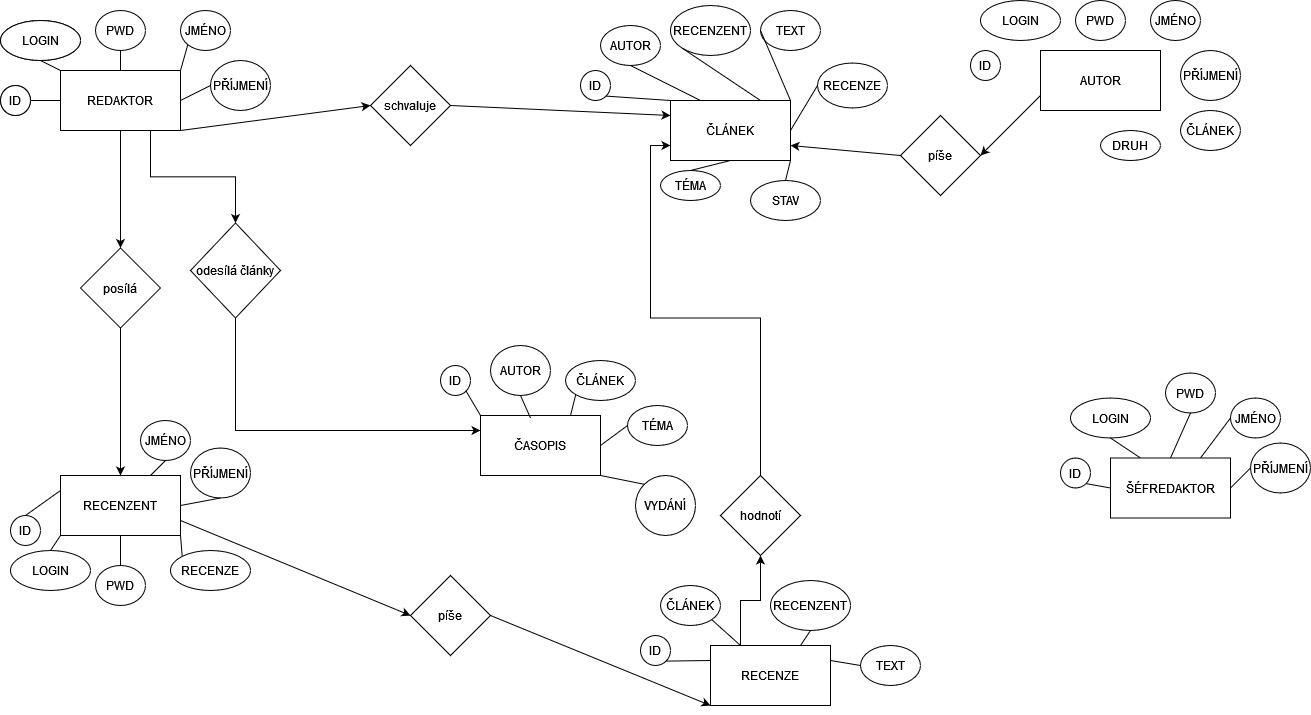 LOGIN
PWD
JMÉNO
ID
REDAKTOR
PŘÍJMENÍ
schvaluje
AUTOR
RECENZENT
TEXT
ID
RECENZE
ČLÁNEK
TÉMA
STAV
píše
LOGIN
PWD
JMÉNO
ID
AUTOR
PŘÍJMENÍ
ČLÁNEK
DRUH
posílá
odesílá články
ID
AUTOR
ČLÁNEK
TÉMA
ČASOPIS
VYDÁNÍ
LOGIN
PWD
JMÉNO
ID
ŠÉFREDAKTOR
PŘÍJMENÍ
JMÉNO
PŘÍJMENÍ
RECENZENT
ID
LOGIN
PWD
RECENZE
píše
hodnotí
ČLÁNEK
RECENZENT
ID
RECENZE
TEXT